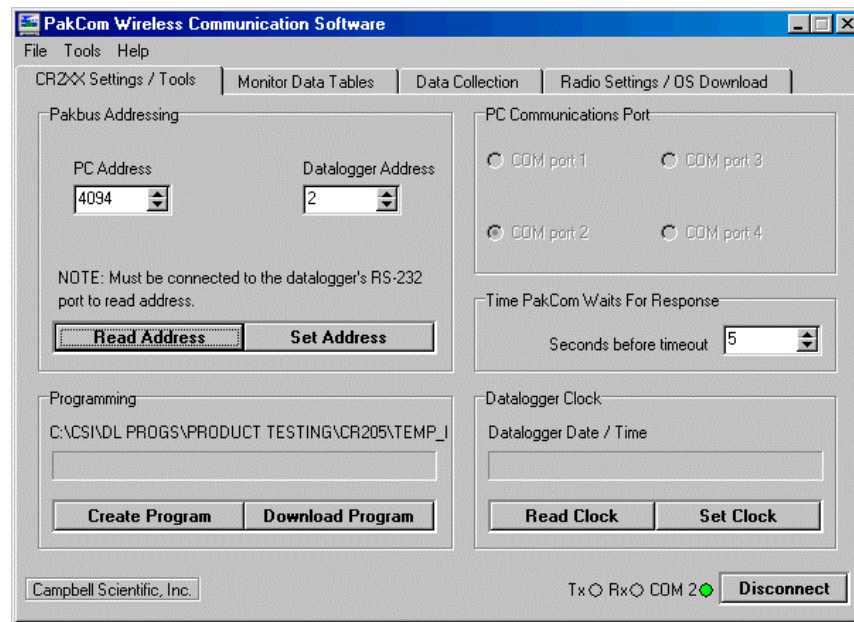 PakCom Wireless Communication Software
File Tools Help
CR2XX Settings / Tools
Monitor Data Tables
Data Collection
Radio Settings / OS Download
Pakbus Addressing
PC Address
Datalogger Address
4094
2
NOTE: Must be connected to the datalogger's RS-232
port to read address.
Read Address
Set Address
PC Communications Port
COM port 1
COM port 3
COM port 2
COM port 4
Time PakCom Waits For Response
Seconds before timeout
5
Programming
C:\CSI\DL PROGS\PRODUCT TESTING\CR205\TEMP_
Create Program
Download Program
Datalogger Clock
Datalogger Date / Time
Read Clock
Set Clock
Campbell Scientific, Inc.
Tx Rx COM 2
Disconnect